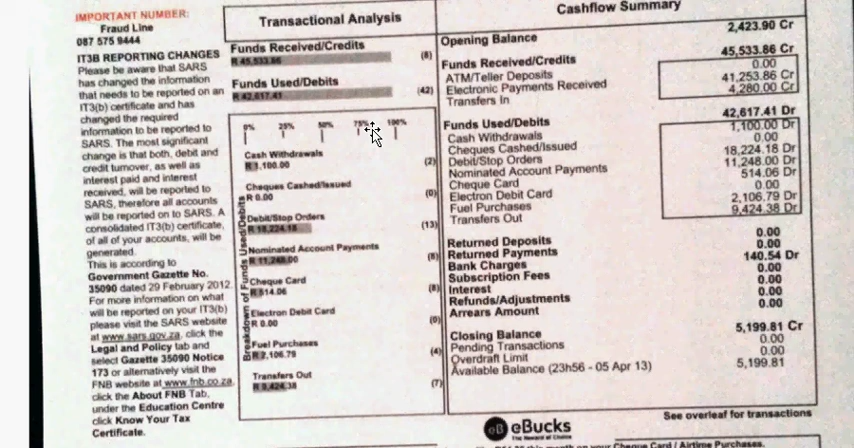 IMPORTANT NUMBER:
Fraud Line
087 575 9444
IT3B REPORTING CHANGES
Please be aware that SARS
has changed the information
that needs to be reported on an
IT3(b) certificate and has
changed the required
information to be reported to
SARS. The most significant
change is that both, debit and
credit turnover, as well as
interest paid and interest
received, will be reported to
SARS, therefore all accounts
will be reported on to SARS. A
consolidated IT3(b) certificate,
of all of your accounts, will be
generated.
This is according to
Government Gazette No.
35090 dated 29 February 2012.
For more information on what
will be reported on your IT3(b)
please visit the SARS website
at www.sars.gov.za, click the
Legal and Policy tab and
select Gazette 35090 Notice
173 or alternatively visit the
FNB website at www.fnb.co.za,
click the About FNB Tab,
under the Education Centre
click Know Your Tax
Certificate.
Transactional Analysis
Funds Received/Credits
R 45,533.86 (8)
Funds Used/Debits
R 42,617.41 (42)
0% 25% 50% 75% 100%
Breakdown of Funds Used/Debits
Cash Withdrawals
R 1,100.00 (2)
Cheques Cashed/Issued
R 0.00 (0)
Debit/Stop Orders
R 18,224.18 (13)
Nominated Account Payments
R 11,248.00 (8)
Cheque Card
R 514.06 (8)
Electron Debit Card
R 0.00 (0)
Fuel Purchases
R 2,106.79 (4)
Transfers Out
R 9,424.38 (7)
Cashflow Summary
Opening Balance 2,423.90 Cr
Funds Received/Credits 45,533.86 Cr
ATM/Teller Deposits 0.00
Electronic Payments Received 41,253.86 Cr
Transfers In 4,280.00 Cr
Funds Used/Debits 42,617.41 Dr
Cash Withdrawals 1,100.00 Dr
Cheques Cashed/Issued 0.00
Debit/Stop Orders 18,224.18 Dr
Nominated Account Payments 11,248.00 Dr
Cheque Card 514.06 Dr
Electron Debit Card 0.00
Fuel Purchases 2,106.79 Dr
Transfers Out 9,424.38 Dr
Returned Deposits 0.00
Returned Payments 0.00
Bank Charges 140.54 Dr
Subscription Fees 0.00
Interest 0.00
Refunds/Adjustments 0.00
Arrears Amount 0.00
Closing Balance 5,199.81 Cr
Pending Transactions 0.00
Overdraft Limit 0.00
Available Balance (23h56 - 05 Apr 13) 5,199.81
eB eBucks
See overleaf for transactions
this month on your Cheque Card / Airtime Purchases.